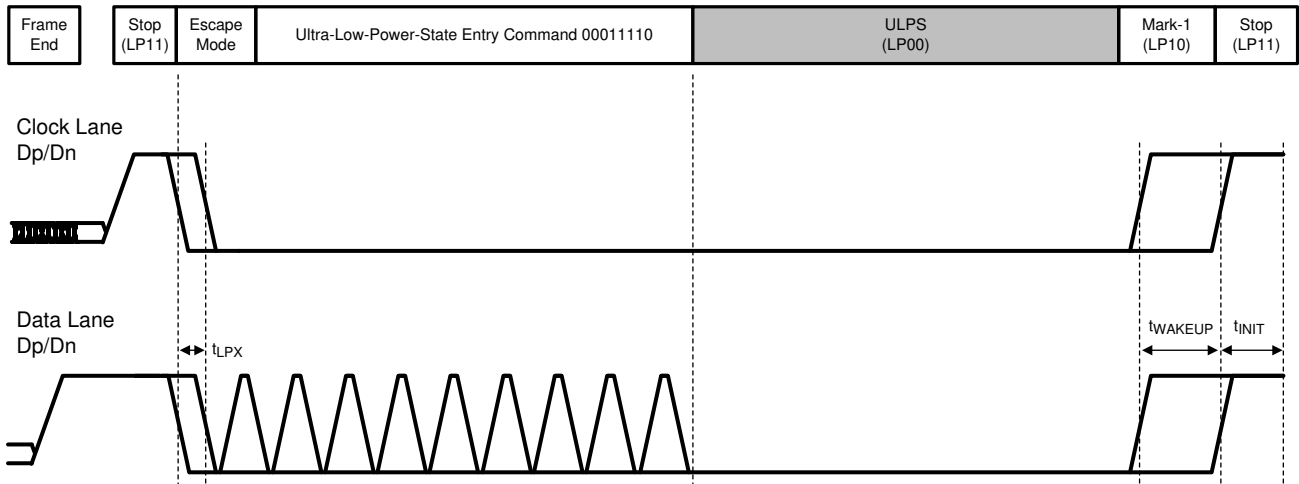 Frame
End
Stop
(LP11)
Escape
Mode
Ultra-Low-Power-State Entry Command 00011110
ULPS
(LP00)
Mark-1
(LP10)
Stop
(LP11)
Clock Lane
Dp/Dn
Data Lane
Dp/Dn
tLPX
tWAKEUP
tINIT